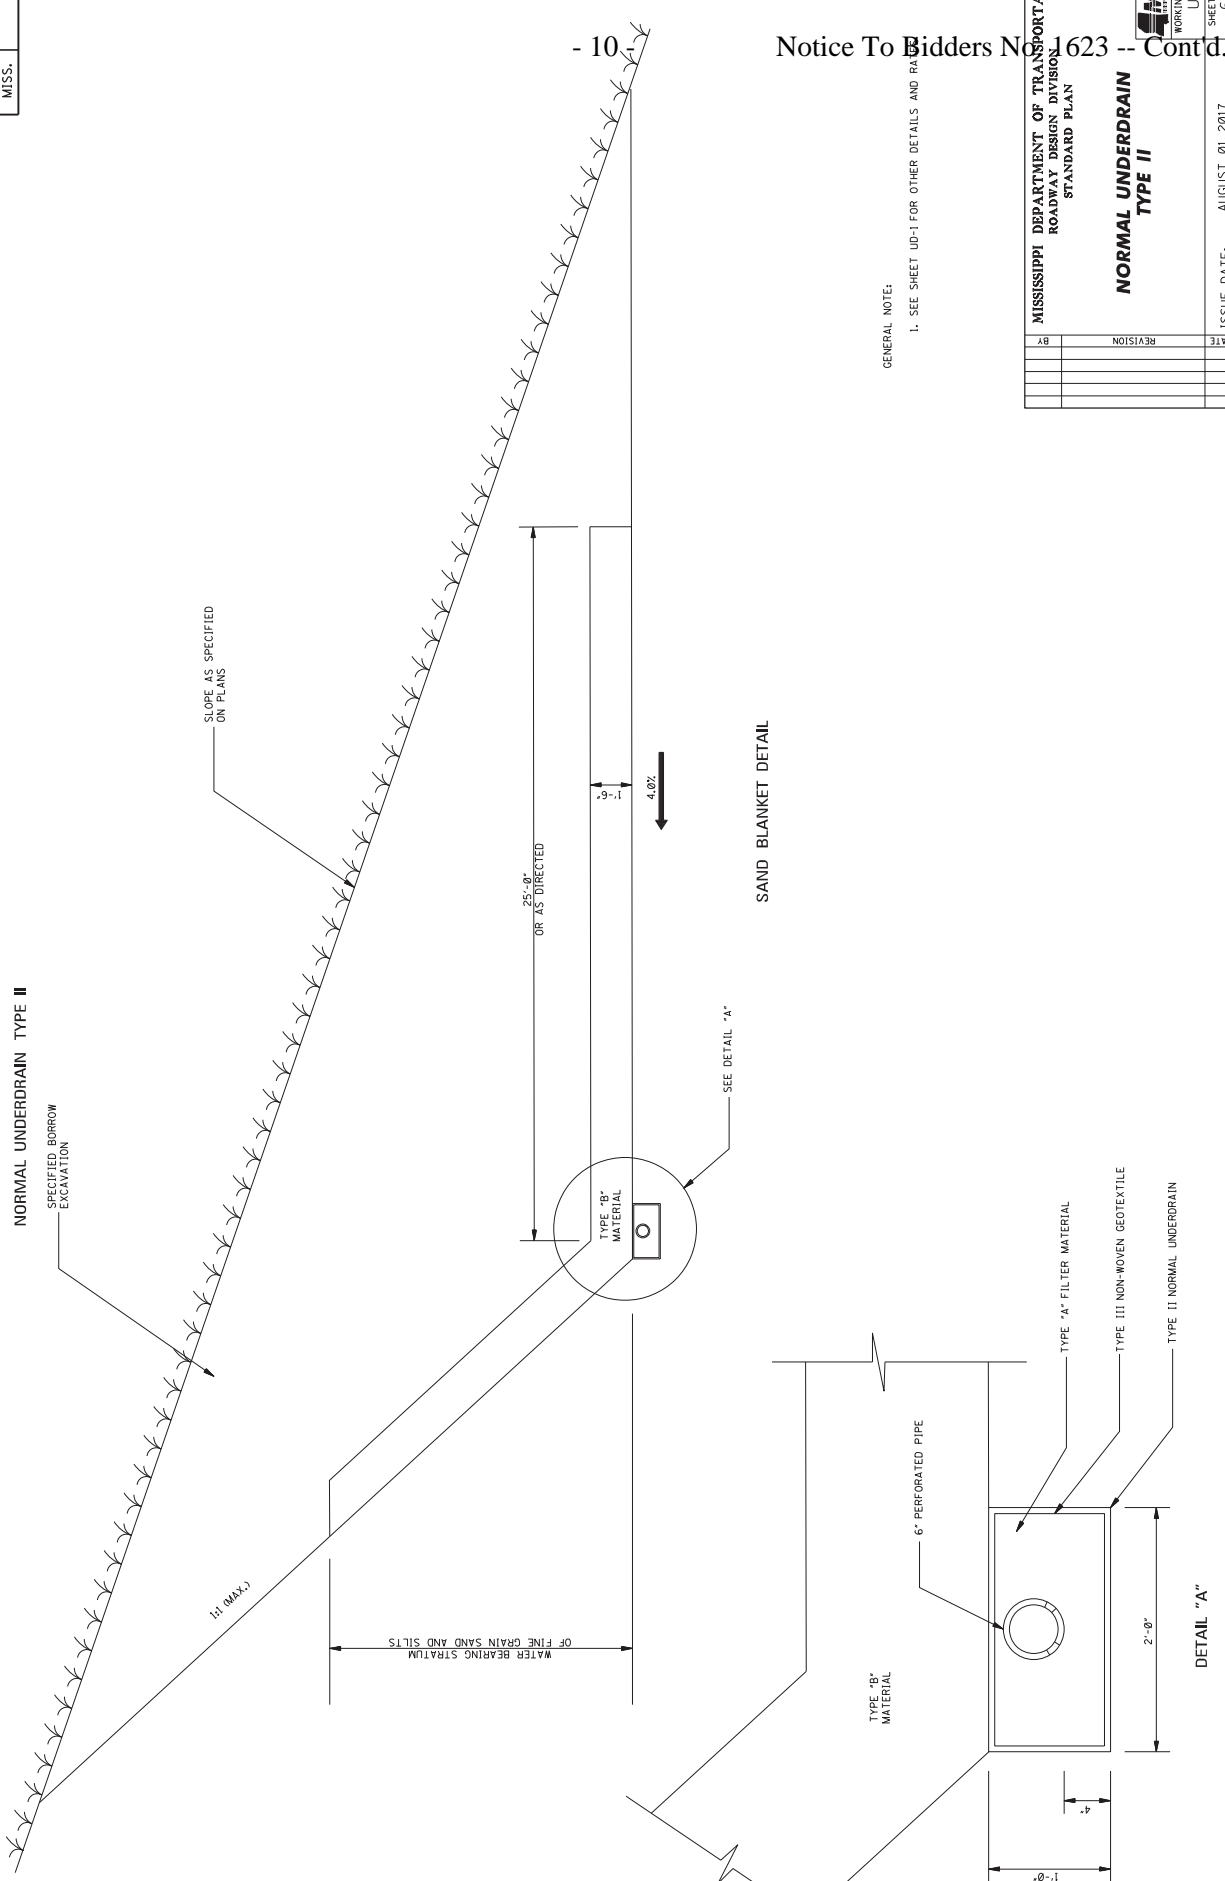 - 10 -
Notice To Bidders No. 1623 -- Cont'd.
MISS.
NORMAL UNDERDRAIN TYPE II
SPECIFIED BORROW
EXCAVATION
SLOPE AS SPECIFIED
ON PLANS
1:1 (MAX.)
WATER BEARING STRATUM
OF FINE GRAIN SAND AND SILTS
25'-0"
OR AS DIRECTED
1'-6"
4.0%
TYPE "B"
MATERIAL
SEE DETAIL "A"
SAND BLANKET DETAIL
TYPE "B"
MATERIAL
6" PERFORATED PIPE
TYPE "A" FILTER MATERIAL
TYPE III NON-WOVEN GEOTEXTILE
TYPE II NORMAL UNDERDRAIN
2'-0"
4"
1'-0"
DETAIL "A"
GENERAL NOTE:
1. SEE SHEET UD-1 FOR OTHER DETAILS AND
BY
REVISION
MISSISSIPPI DEPARTMENT OF
ROADWAY DESIGN DIVISION
STANDARD PLAN
NORMAL UNDERDRAIN
TYPE II
ISSUE DATE: AUGUST 01, 2017
SHEET